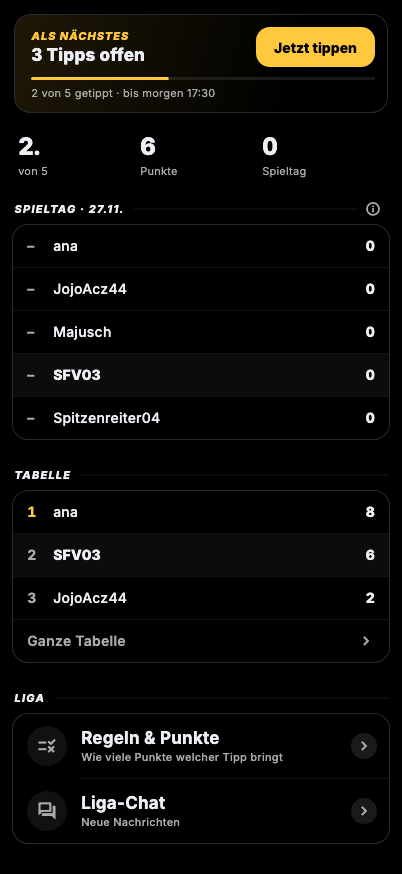 ALS NÄCHSTES
3 Tipps offen
Jetzt tippen
2 von 5 getippt · bis morgen 17:30
2. 6 0
von 5 Punkte Spieltag
SPIELTAG · 27.11.
– ana 0
– JojoAcz44 0
– Majusch 0
– SFV03 0
– Spitzenreiter04 0
TABELLE
1 ana 8
2 SFV03 6
3 JojoAcz44 2
Ganze Tabelle
LIGA
Regeln & Punkte
Wie viele Punkte welcher Tipp bringt
Liga-Chat
Neue Nachrichten